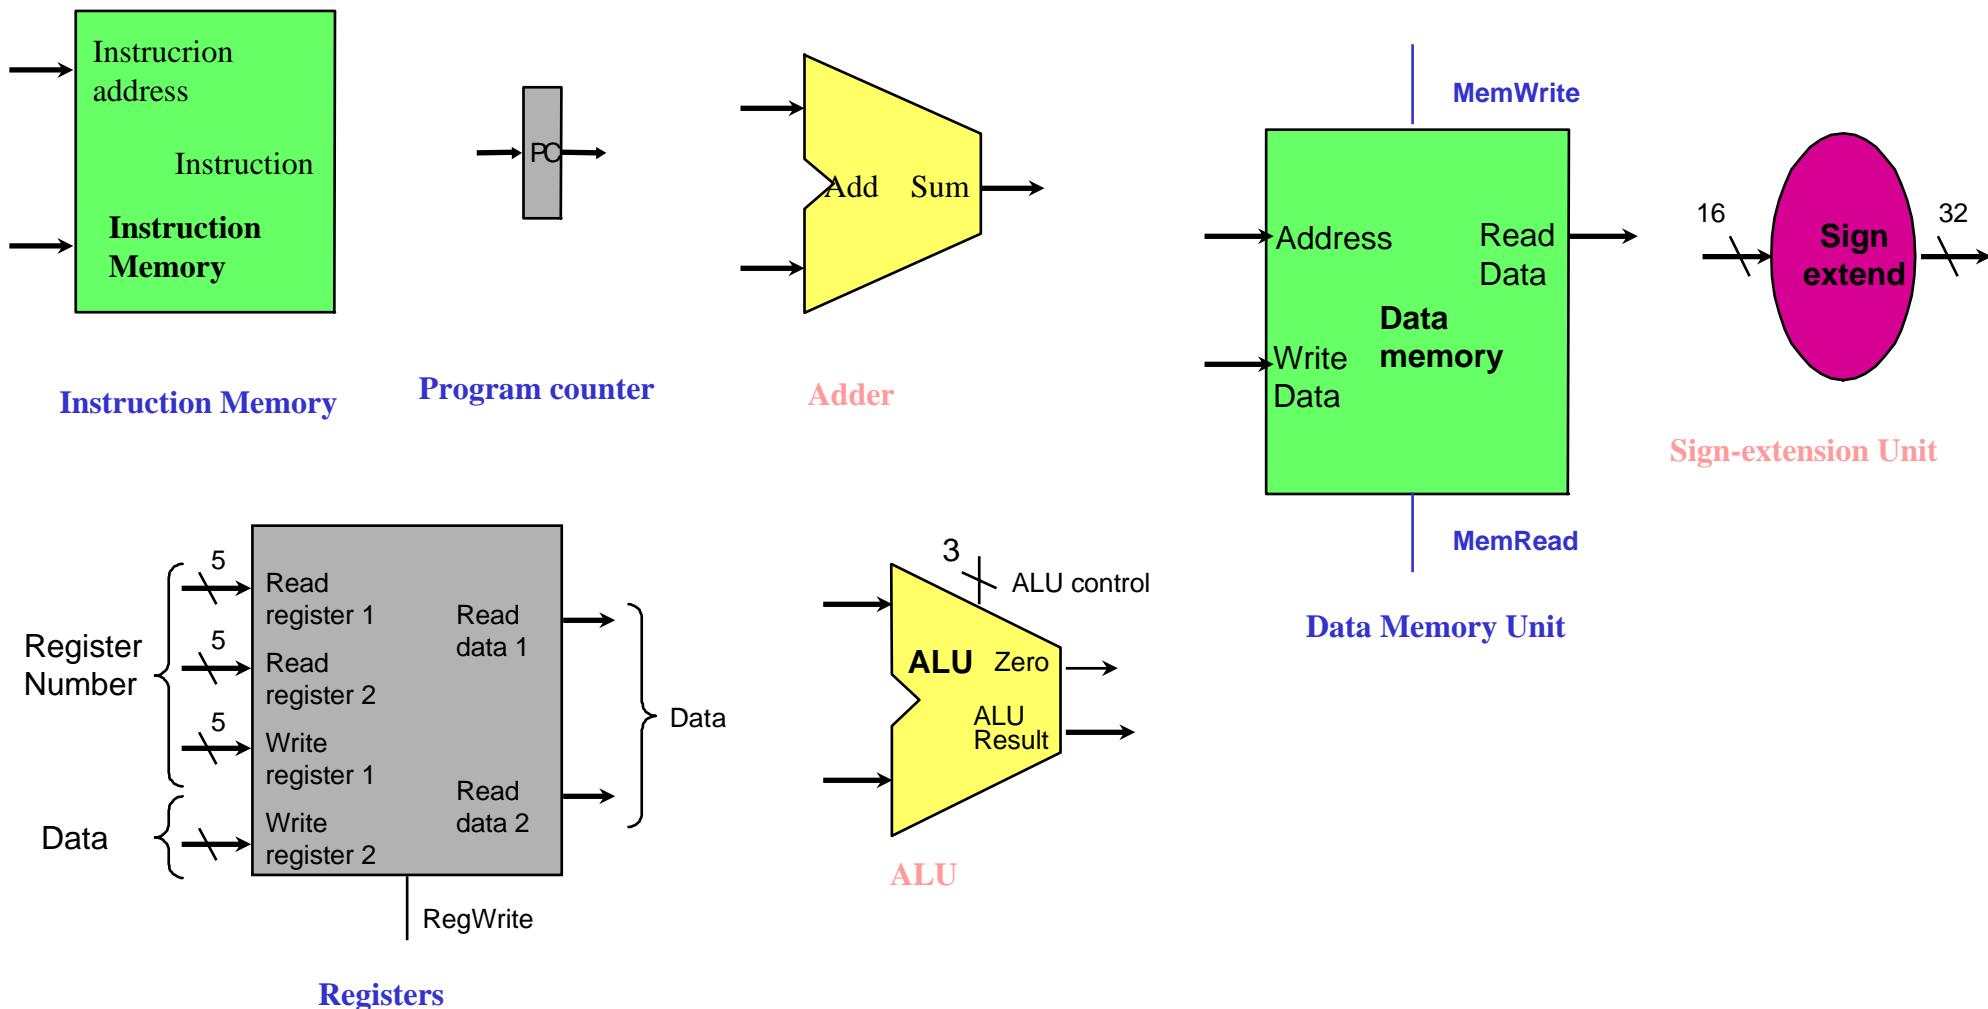 Instrucrion
address
Instruction
Instruction
Memory
Instruction Memory
PC
Program counter
Add Sum
Adder
MemWrite
Address
Read
Data
Data
memory
Write
Data
MemRead
Data Memory Unit
16
32
Sign
extend
Sign-extension Unit
Register
Number
Data
5
5
5
Read
register 1
Read
register 2
Write
register 1
Write
register 2
Read
data 1
Read
data 2
Data
RegWrite
Registers
3
ALU control
ALU Zero
ALU
Result
ALU